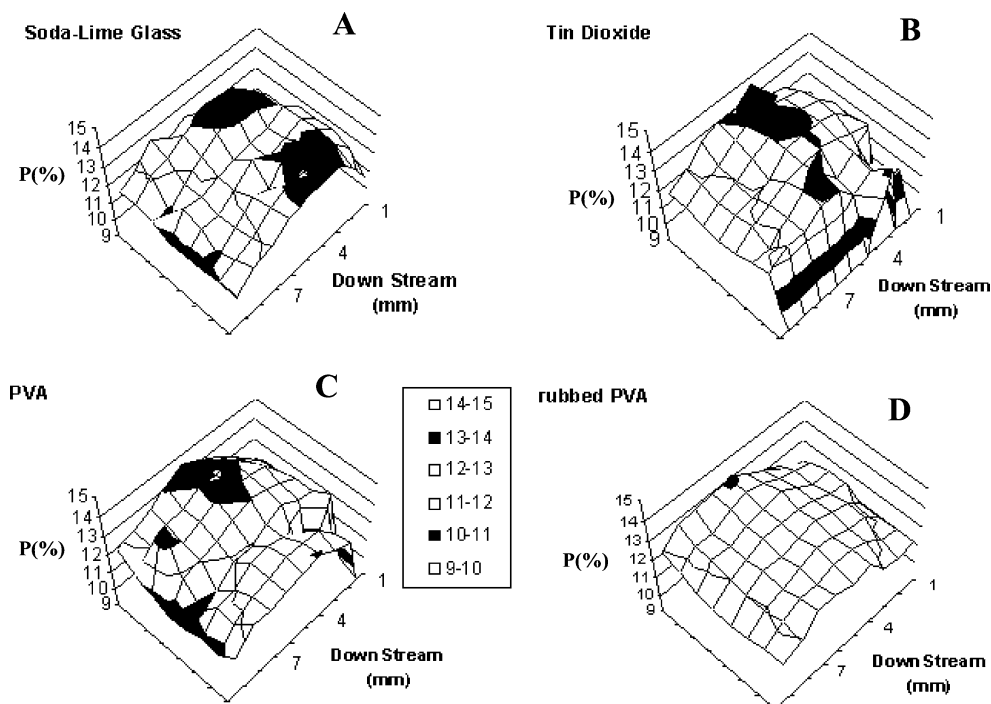 Soda-Lime Glass
A
15
14
13
12
11
10
9
P(%)
1
4
7
Down Stream
(mm)
Tin Dioxide
B
15
14
13
12
11
10
9
P(%)
1
4
7
Down Stream
(mm)
PVA
C
15
14
13
12
11
10
9
P(%)
1
4
7
Down Stream
(mm)
14-15
13-14
12-13
11-12
10-11
9-10
rubbed PVA
D
15
14
13
12
11
10
9
P(%)
1
4
7
Down Stream
(mm)